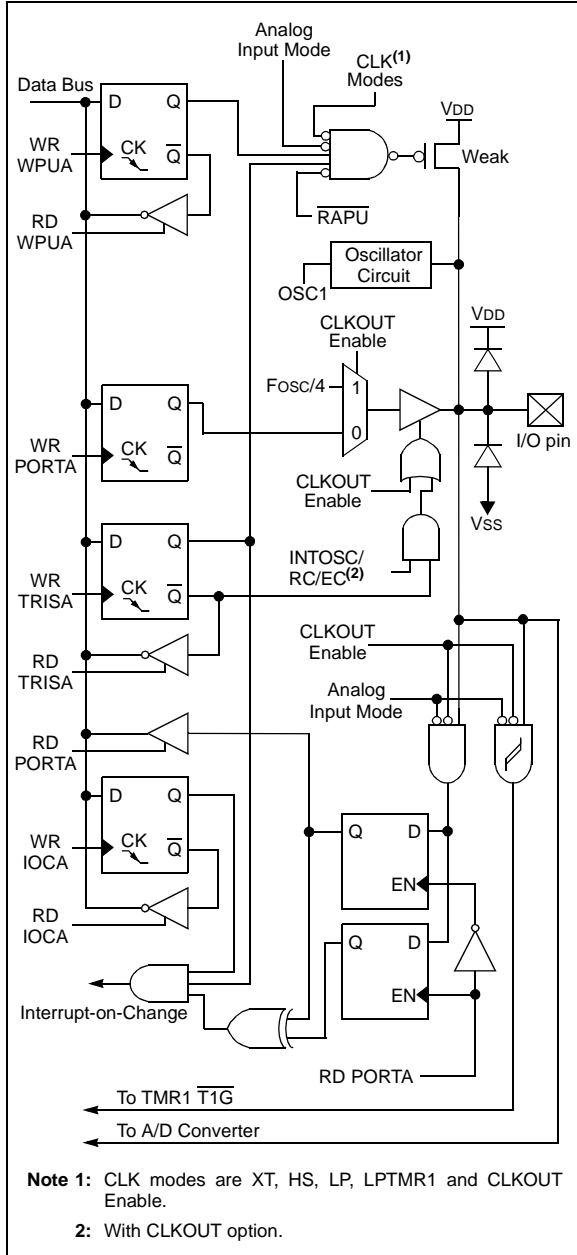 Analog
Input Mode
CLK(1)
Modes
Data Bus
D Q
VDD
WR
WPUA
CK Q
Weak
RD
WPUA
RAPU
Oscillator
Circuit
OSC1
CLKOUT
Enable
VDD
FOSC/4
1
D Q
0
I/O pin
WR
PORTA
CK Q
CLKOUT
Enable
VSS
D Q
INTOSC/
RC/EC(2)
WR
TRISA
CK Q
CLKOUT
Enable
RD
TRISA
Analog
Input Mode
RD
PORTA
D Q
Q D
WR
IOCA
CK Q
EN
RD
IOCA
Q D
EN
Interrupt-on-Change
RD PORTA
To TMR1 T1G
To A/D Converter
Note 1: CLK modes are XT, HS, LP, LPTMR1 and CLKOUT
Enable.
2: With CLKOUT option.